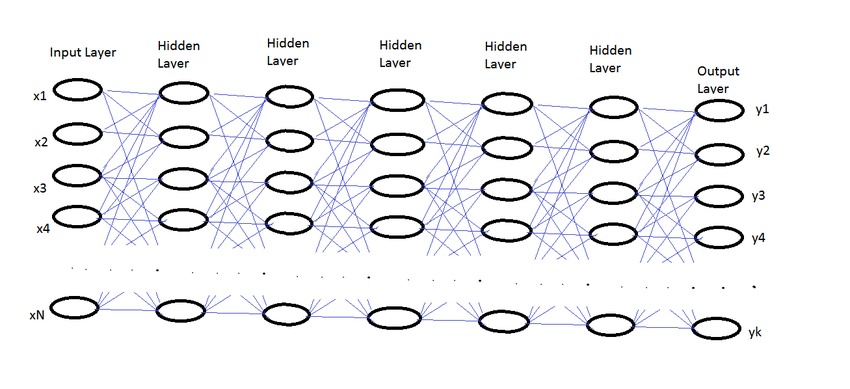 Input Layer
Hidden
Layer
Hidden
Layer
Hidden
Layer
Hidden
Layer
Hidden
Layer
Output
Layer
x1
x2
x3
x4
xN
y1
y2
y3
y4
yk